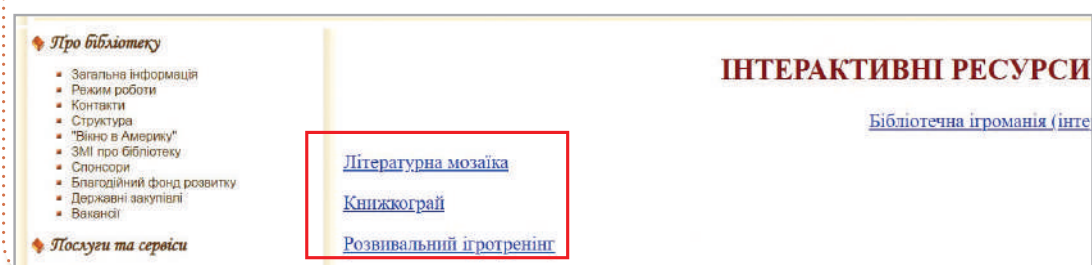 Про бібліотеку
Загальна інформація
Режим роботи
Контакти
Структура
"Вікно в Америку"
ЗМІ про бібліотеку
Спонсори
Благодійний фонд розвитку
Державні закупівлі
Вакансії
Послуги та сервіси
ІНТЕРАКТИВНІ РЕСУРСИ
Бібліотечна ігроманія (інте
Літературна мозаїка
Книжкограй
Розвивальний ігротренінг